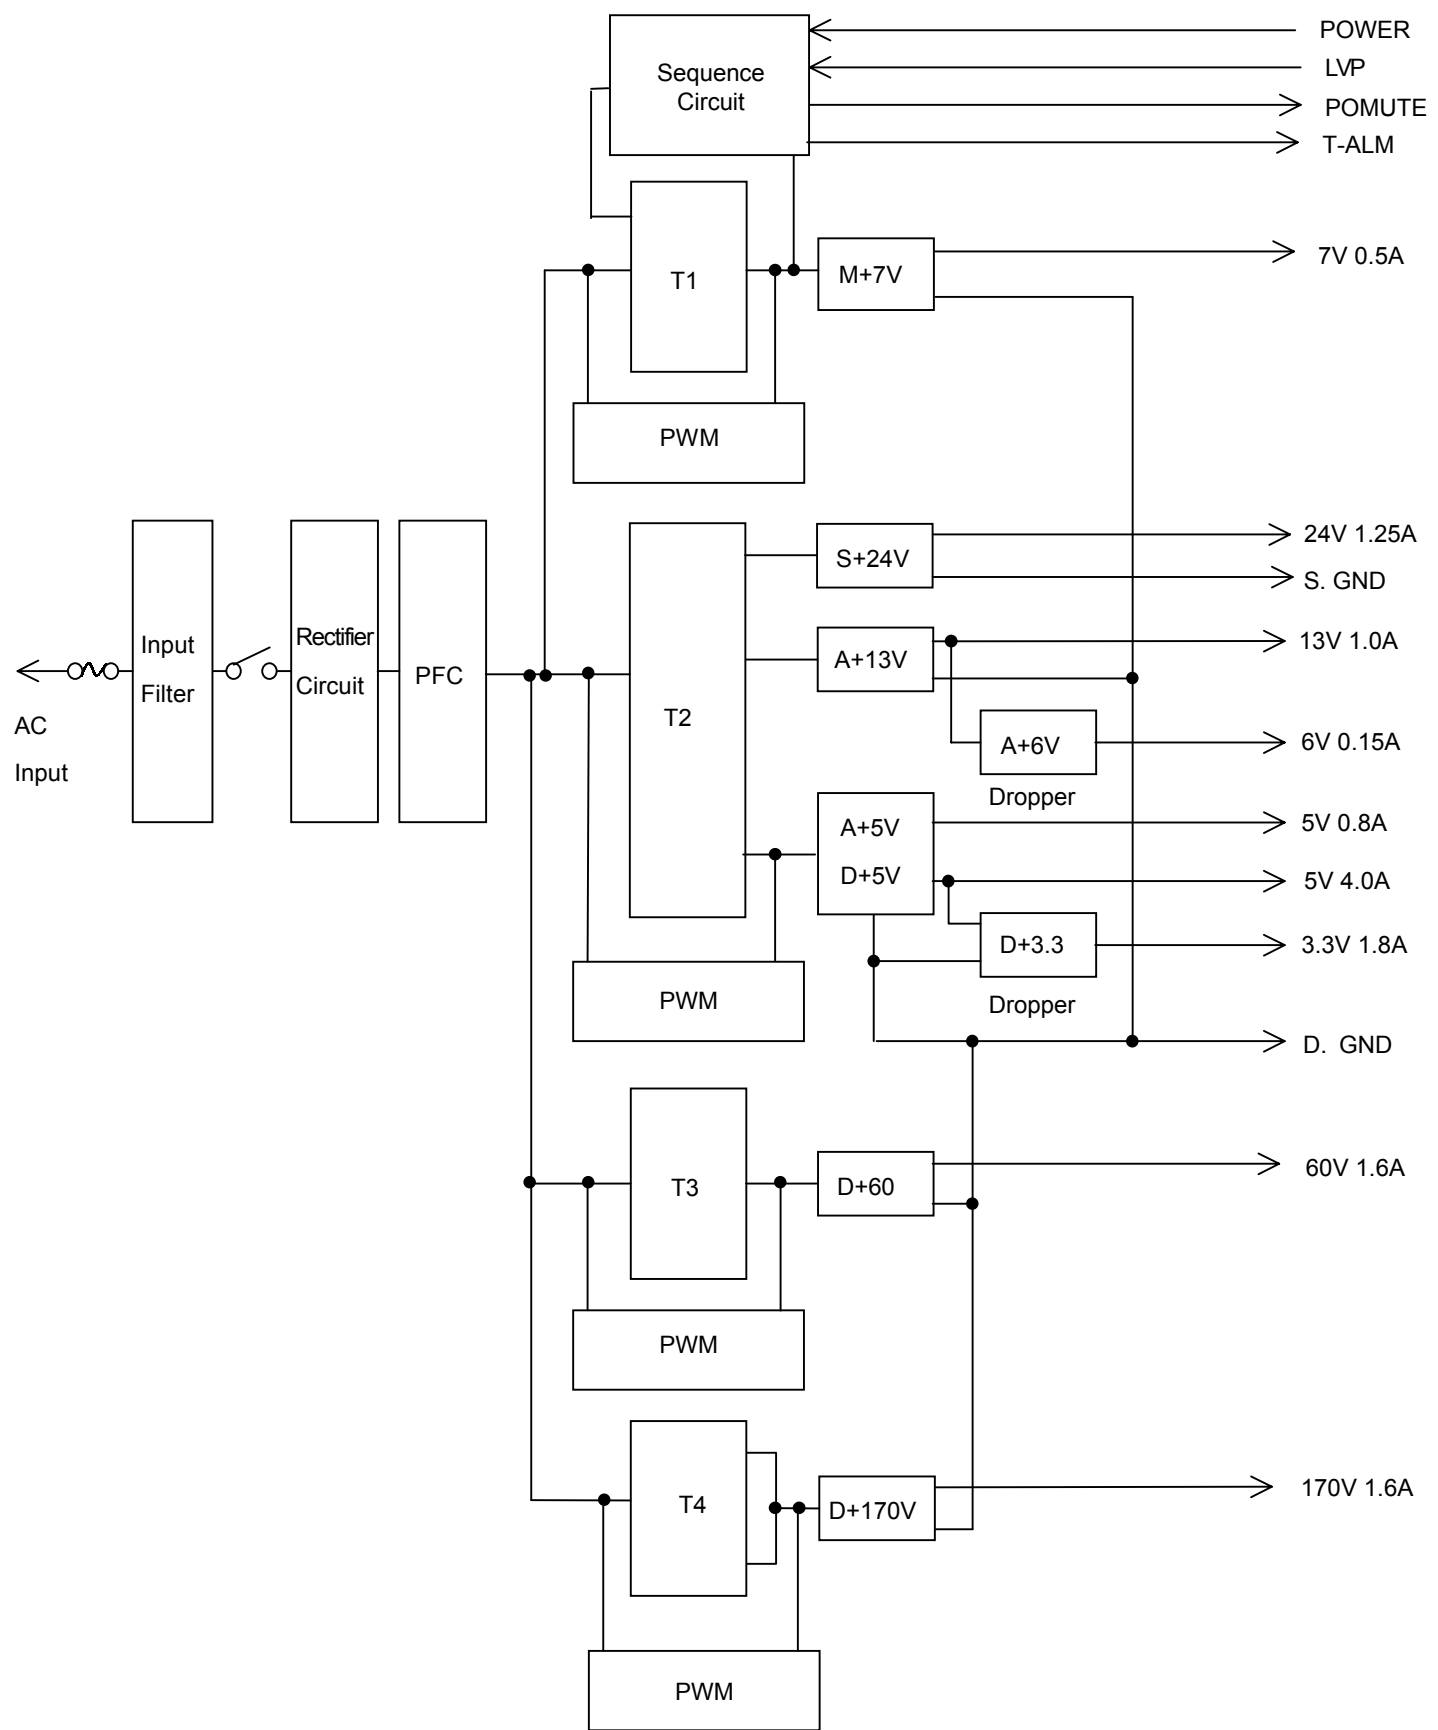 POWER
LVP
POMUTE
T-ALM
Sequence
Circuit
T1
M+7V
7V 0.5A
PWM
AC
Input
Input
Filter
Rectifier
Circuit
PFC
T2
S+24V
24V 1.25A
S. GND
A+13V
13V 1.0A
A+6V
6V 0.15A
Dropper
A+5V
5V 0.8A
D+5V
5V 4.0A
D+3.3
3.3V 1.8A
Dropper
PWM
D. GND
T3
D+60
60V 1.6A
PWM
T4
D+170V
170V 1.6A
PWM